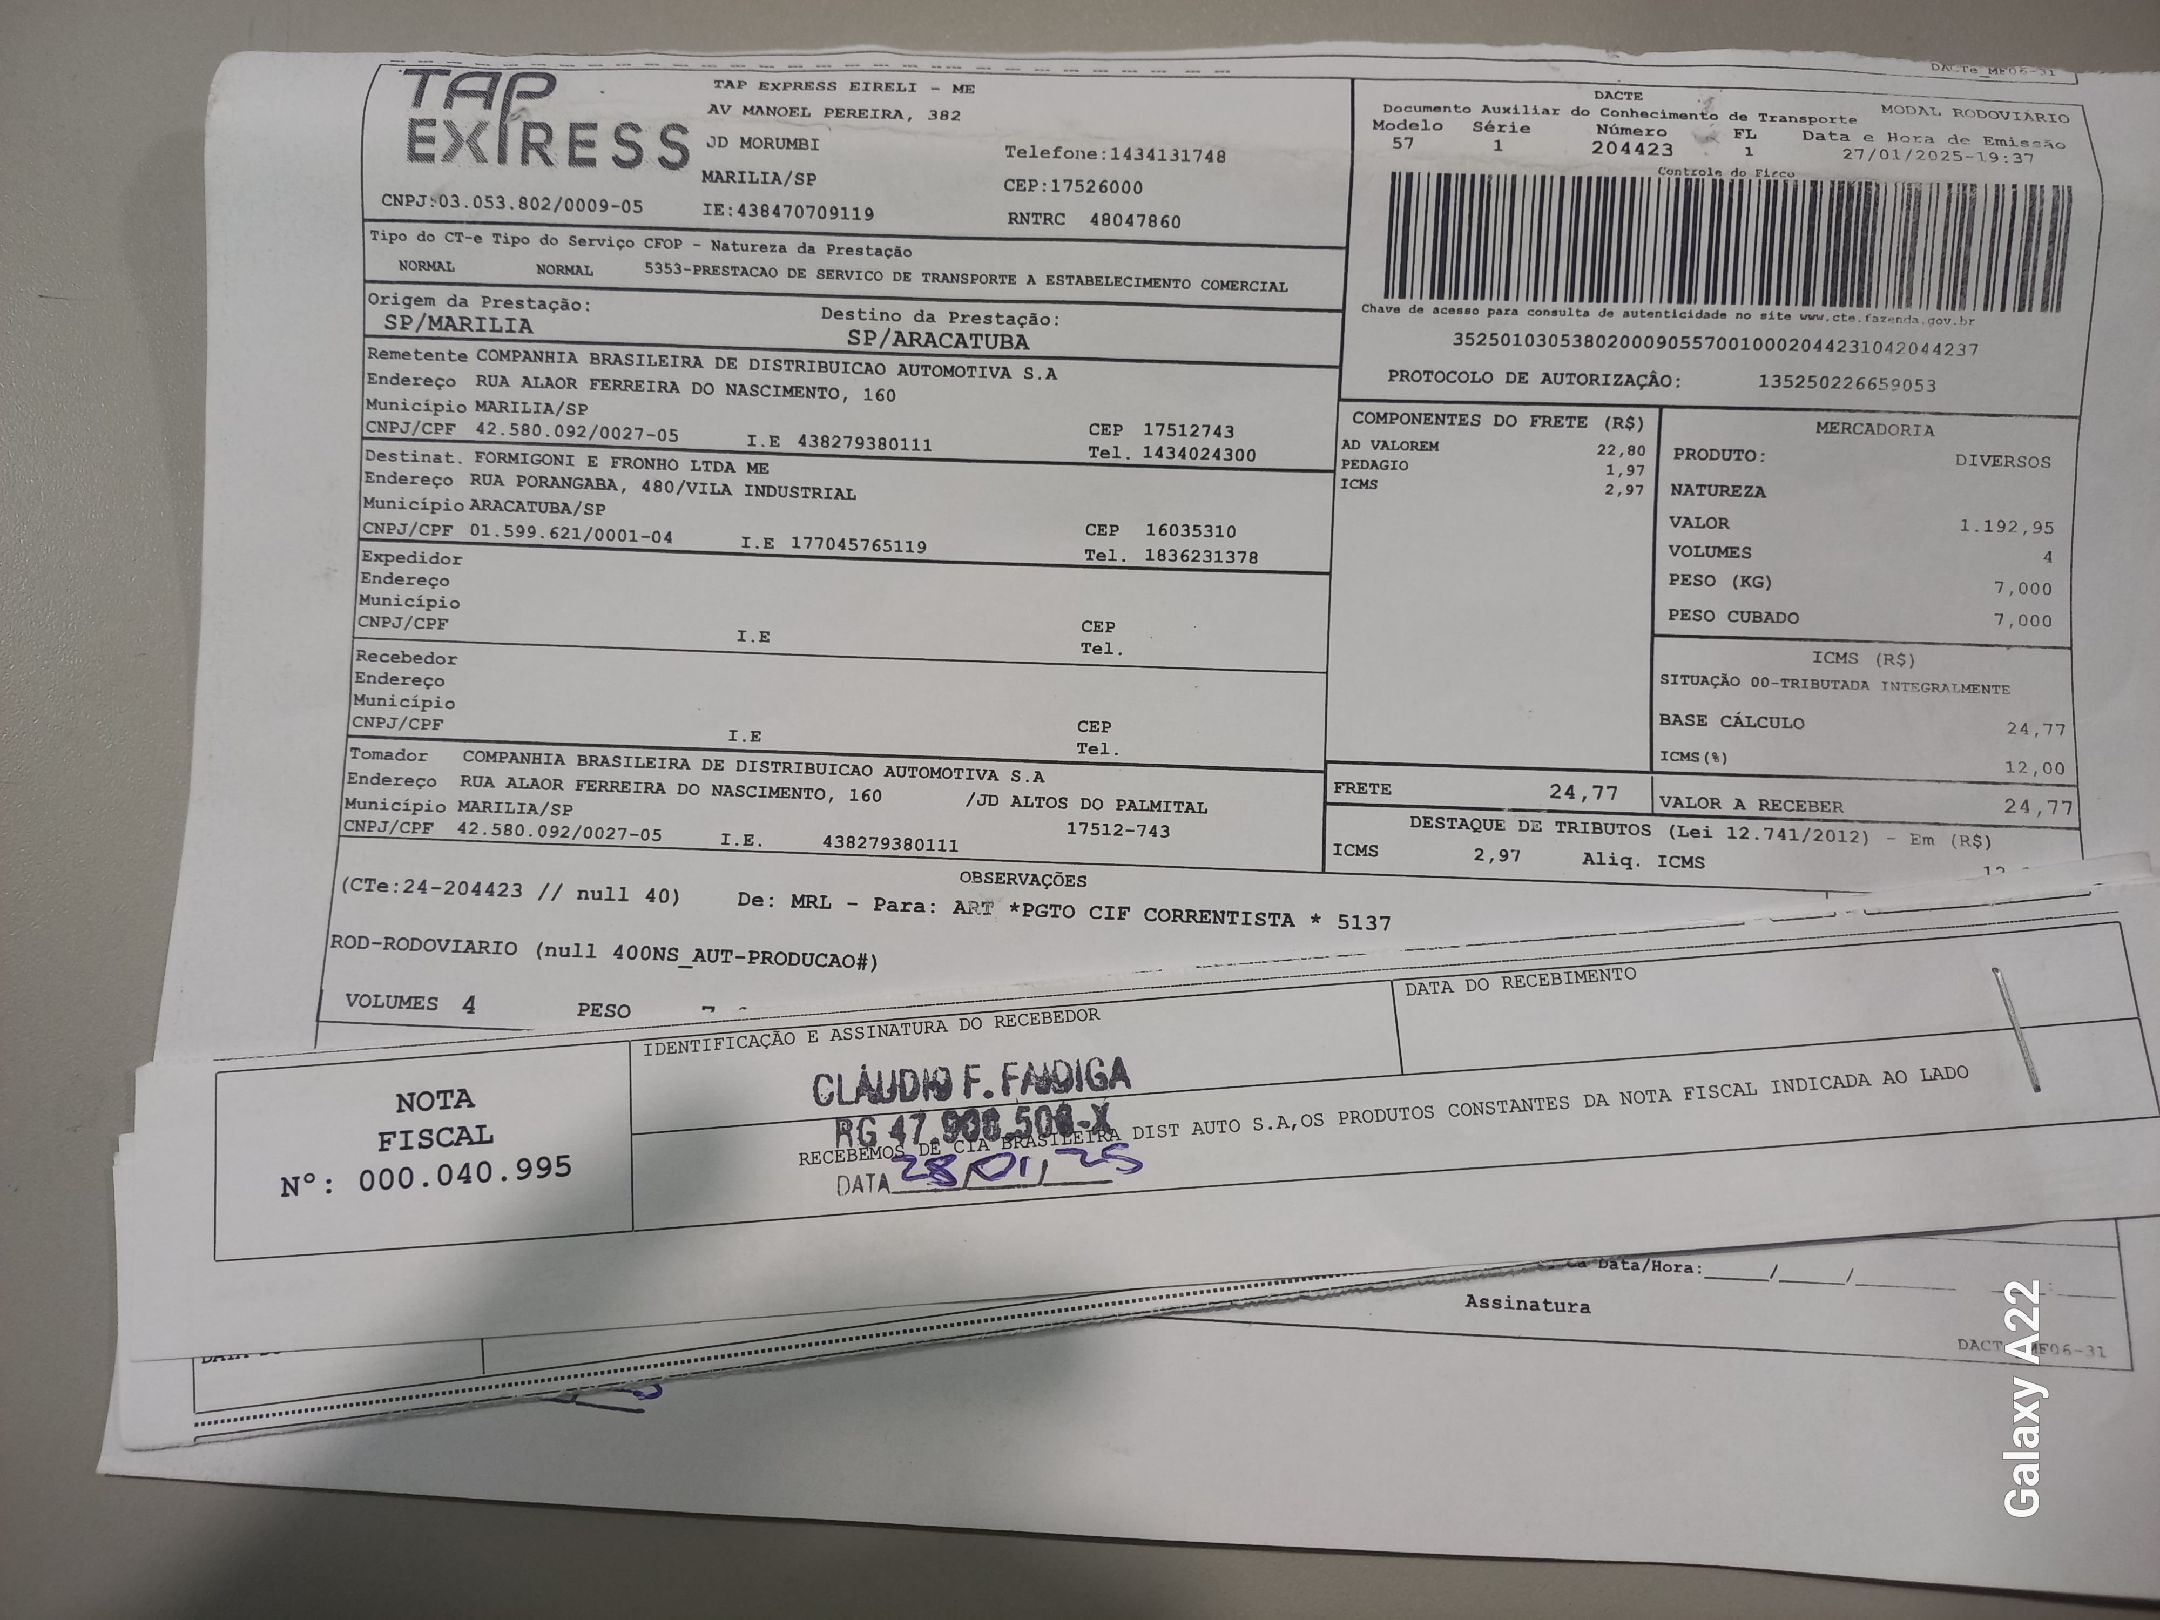 DACTe_MF06-31
TAP EXPRESS
TAP EXPRESS EIRELI - ME
AV MANOEL PEREIRA, 382
JD MORUMBI
Telefone:1434131748
MARILIA/SP
CEP:17526000
CNPJ:03.053.802/0009-05
IE:438470709119
RNTRC 48047860
DACTE
Documento Auxiliar do Conhecimento de Transporte MODAL RODOVIÁRIO
Modelo Série Número FL Data e Hora de Emissão
57 1 204423 1 27/01/2025-19:37
Controle do Fisco
Chave de acesso para consulta de autenticidade no site www.cte.fazenda.gov.br
35250103053802000905570010002044231042044237
PROTOCOLO DE AUTORIZAÇÂO: 135250226659053
Tipo do CT-e Tipo do Serviço CFOP - Natureza da Prestação
NORMAL NORMAL 5353-PRESTACAO DE SERVICO DE TRANSPORTE A ESTABELECIMENTO COMERCIAL
Origem da Prestação: Destino da Prestação:
SP/MARILIA SP/ARACATUBA
Remetente COMPANHIA BRASILEIRA DE DISTRIBUICAO AUTOMOTIVA S.A
Endereço RUA ALAOR FERREIRA DO NASCIMENTO, 160
Município MARILIA/SP CEP 17512743
CNPJ/CPF 42.580.092/0027-05 I.E 438279380111 Tel. 1434024300
Destinat. FORMIGONI E FRONHO LTDA ME
Endereço RUA PORANGABA, 480/VILA INDUSTRIAL
Município ARACATUBA/SP CEP 16035310
CNPJ/CPF 01.599.621/0001-04 I.E 177045765119 Tel. 1836231378
Expedidor
Endereço
Município CEP
CNPJ/CPF I.E Tel.
Recebedor
Endereço
Município CEP
CNPJ/CPF I.E Tel.
Tomador COMPANHIA BRASILEIRA DE DISTRIBUICAO AUTOMOTIVA S.A
Endereço RUA ALAOR FERREIRA DO NASCIMENTO, 160 /JD ALTOS DO PALMITAL
Município MARILIA/SP 17512-743
CNPJ/CPF 42.580.092/0027-05 I.E. 438279380111
COMPONENTES DO FRETE (R$)
AD VALOREM 22,80
PEDAGIO 1,97
ICMS 2,97
MERCADORIA
PRODUTO: DIVERSOS
NATUREZA
VALOR 1.192,95
VOLUMES 4
PESO (KG) 7,000
PESO CUBADO 7,000
ICMS (R$)
SITUAÇÃO 00-TRIBUTADA INTEGRALMENTE
BASE CÁLCULO 24,77
ICMS(%) 12,00
FRETE 24,77 VALOR A RECEBER 24,77
DESTAQUE DE TRIBUTOS (Lei 12.741/2012) - Em (R$)
ICMS 2,97 Aliq. ICMS
OBSERVAÇÕES
(CTe:24-204423 // null 40) De: MRL - Para: ART *PGTO CIF CORRENTISTA * 5137
ROD-RODOVIARIO (null 400NS_AUT-PRODUCAO#)
VOLUMES 4 PESO
NOTA
FISCAL
N°: 000.040.995
IDENTIFICAÇÃO E ASSINATURA DO RECEBEDOR
DATA DO RECEBIMENTO
CLÁUDIO F.
RG
RECEBEMOS DE CIA BRASILEIRA DIST AUTO S.A,OS PRODUTOS CONSTANTES DA NOTA FISCAL INDICADA AO LADO
DATA 28/01/25
Data/Hora:_____/_____/
Assinatura
Galaxy A22